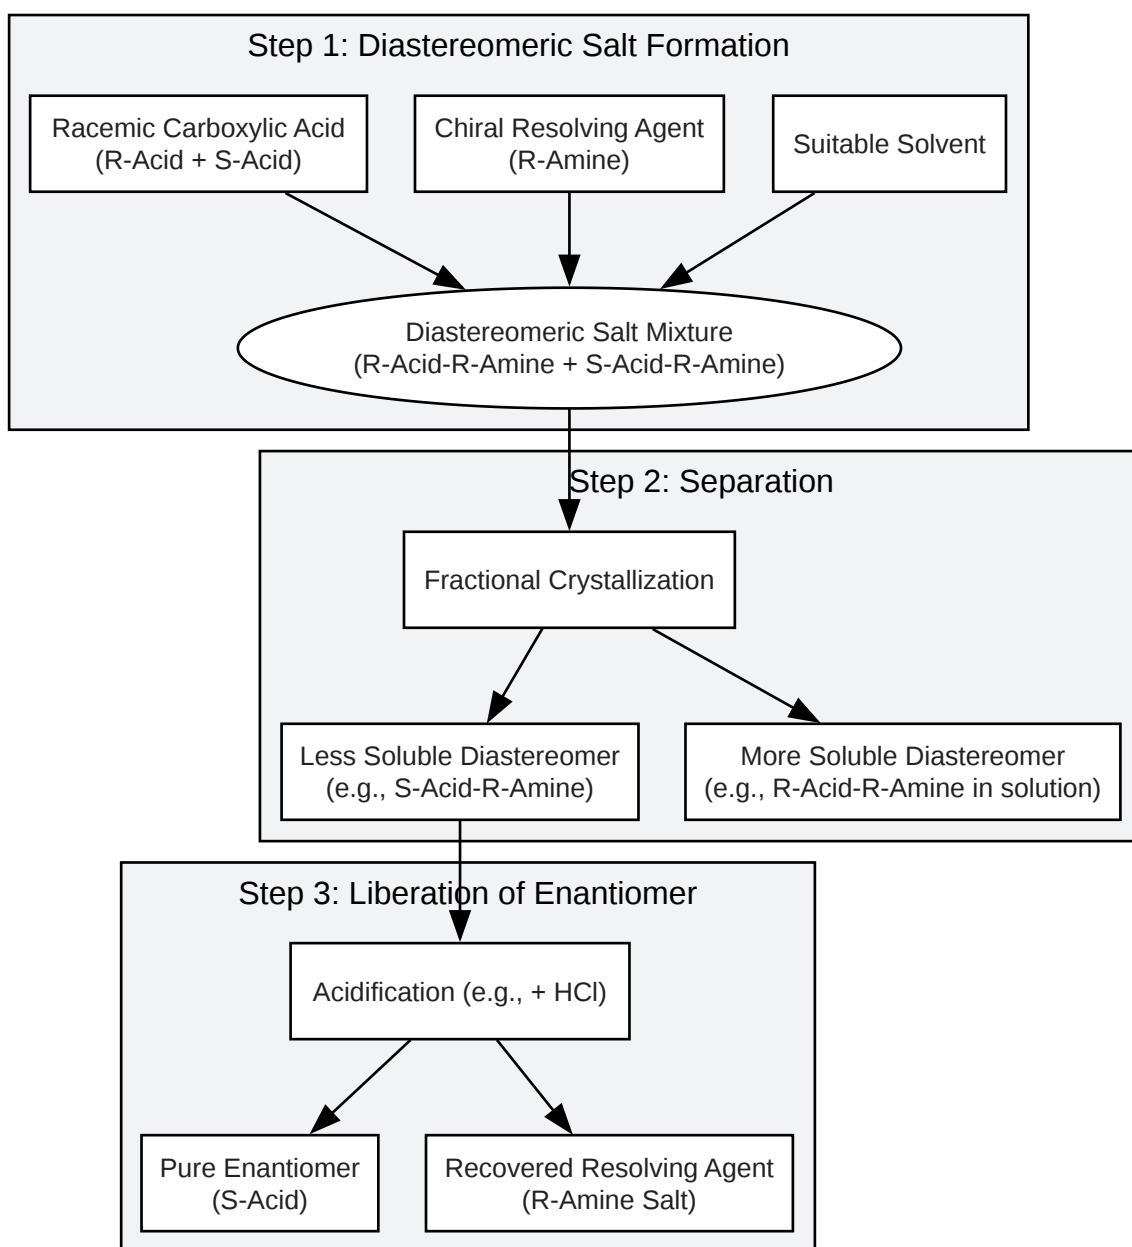 Step 1: Diastereomeric Salt Formation
Racemic Carboxylic Acid
(R-Acid + S-Acid)
Chiral Resolving Agent
(R-Amine)
Suitable Solvent
Diastereomeric Salt Mixture
(R-Acid-R-Amine + S-Acid-R-Amine)
Step 2: Separation
Fractional Crystallization
Less Soluble Diastereomer
(e.g., S-Acid-R-Amine)
More Soluble Diastereomer
(e.g., R-Acid-R-Amine in solution)
Step 3: Liberation of Enantiomer
Acidification (e.g., + HCl)
Pure Enantiomer
(S-Acid)
Recovered Resolving Agent
(R-Amine Salt)